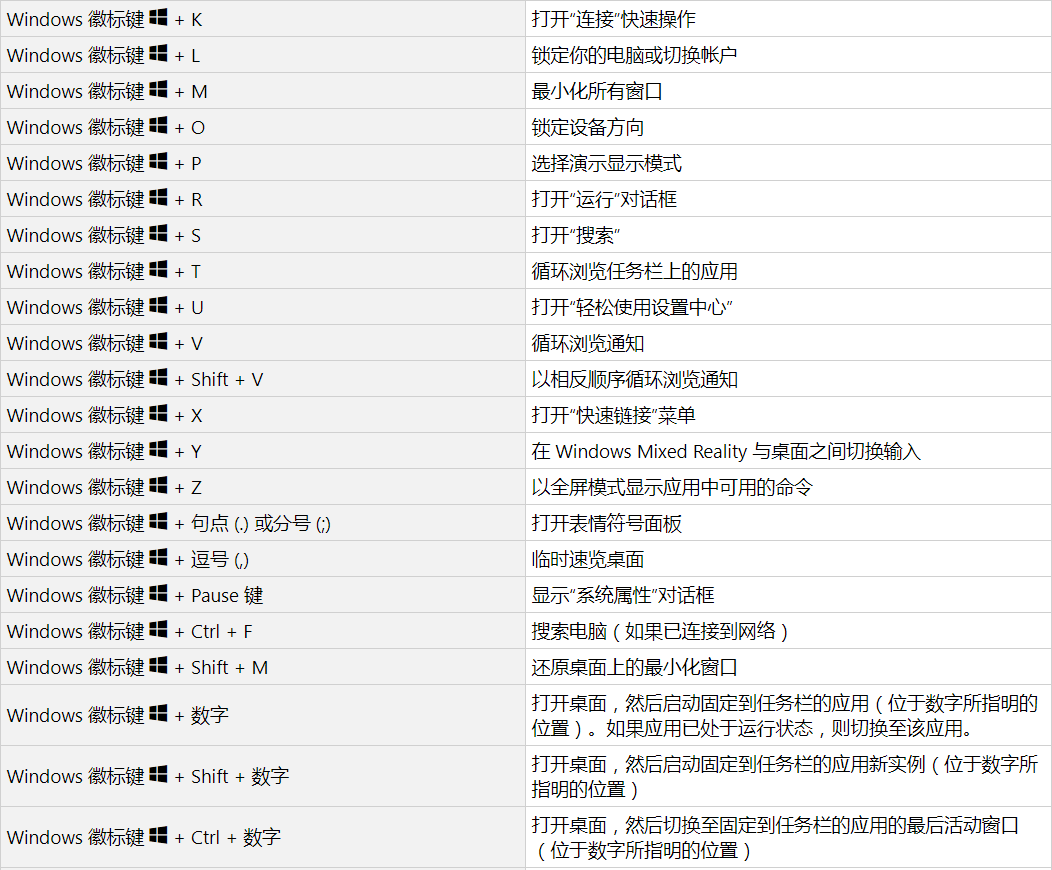 Windows 徽标键 + K
打开“连接”快速操作
Windows 徽标键 + L
锁定你的电脑或切换帐户
Windows 徽标键 + M
最小化所有窗口
Windows 徽标键 + O
锁定设备方向
Windows 徽标键 + P
选择演示显示模式
Windows 徽标键 + R
打开“运行”对话框
Windows 徽标键 + S
打开“搜索”
Windows 徽标键 + T
循环浏览任务栏上的应用
Windows 徽标键 + U
打开“轻松使用设置中心”
Windows 徽标键 + V
循环浏览通知
Windows 徽标键 + Shift + V
以相反顺序循环浏览通知
Windows 徽标键 + X
打开“快速链接”菜单
Windows 徽标键 + Y
在 Windows Mixed Reality 与桌面之间切换输入
Windows 徽标键 + Z
以全屏模式显示应用中可用的命令
Windows 徽标键 + 句点 (.) 或分号 (;)
打开表情符号面板
Windows 徽标键 + 逗号 (,)
临时速览桌面
Windows 徽标键 + Pause 键
显示“系统属性”对话框
Windows 徽标键 + Ctrl + F
搜索电脑（如果已连接到网络）
Windows 徽标键 + Shift + M
还原桌面上的最小化窗口
Windows 徽标键 + 数字
打开桌面，然后启动固定到任务栏的应用（位于数字所指明的
位置）。如果应用已处于运行状态，则切换至该应用。
Windows 徽标键 + Shift + 数字
打开桌面，然后启动固定到任务栏的应用新实例（位于数字所
指明的位置）
Windows 徽标键 + Ctrl + 数字
打开桌面，然后切换至固定到任务栏的应用的最后活动窗口
（位于数字所指明的位置）